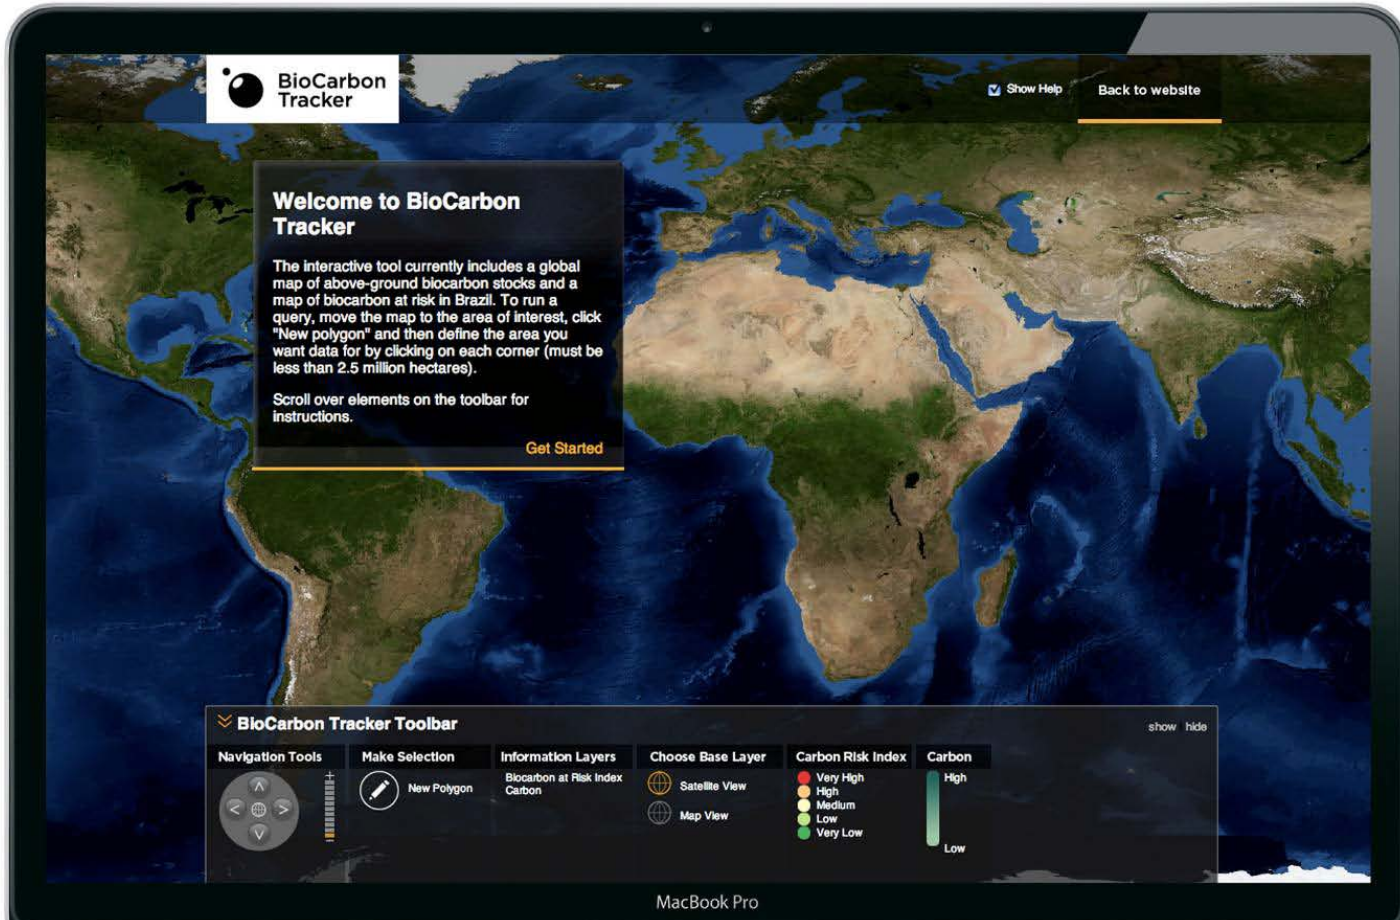 BioCarbon
Tracker
Show Help
Back to website
Welcome to BioCarbon
Tracker
The interactive tool currently includes a global
map of above-ground biocarbon stocks and a
map of biocarbon at risk in Brazil. To run a
query, move the map to the area of interest, click
"New polygon" and then define the area you
want data for by clicking on each corner (must be
less than 2.5 million hectares).
Scroll over elements on the toolbar for
instructions.
Get Started
BioCarbon Tracker Toolbar
show hide
Navigation Tools
Make Selection
New Polygon
Information Layers
Biocarbon at Risk Index
Carbon
Choose Base Layer
Satellite View
Map View
Carbon Risk Index
Very High
High
Medium
Low
Very Low
Carbon
High
Low
MacBook Pro